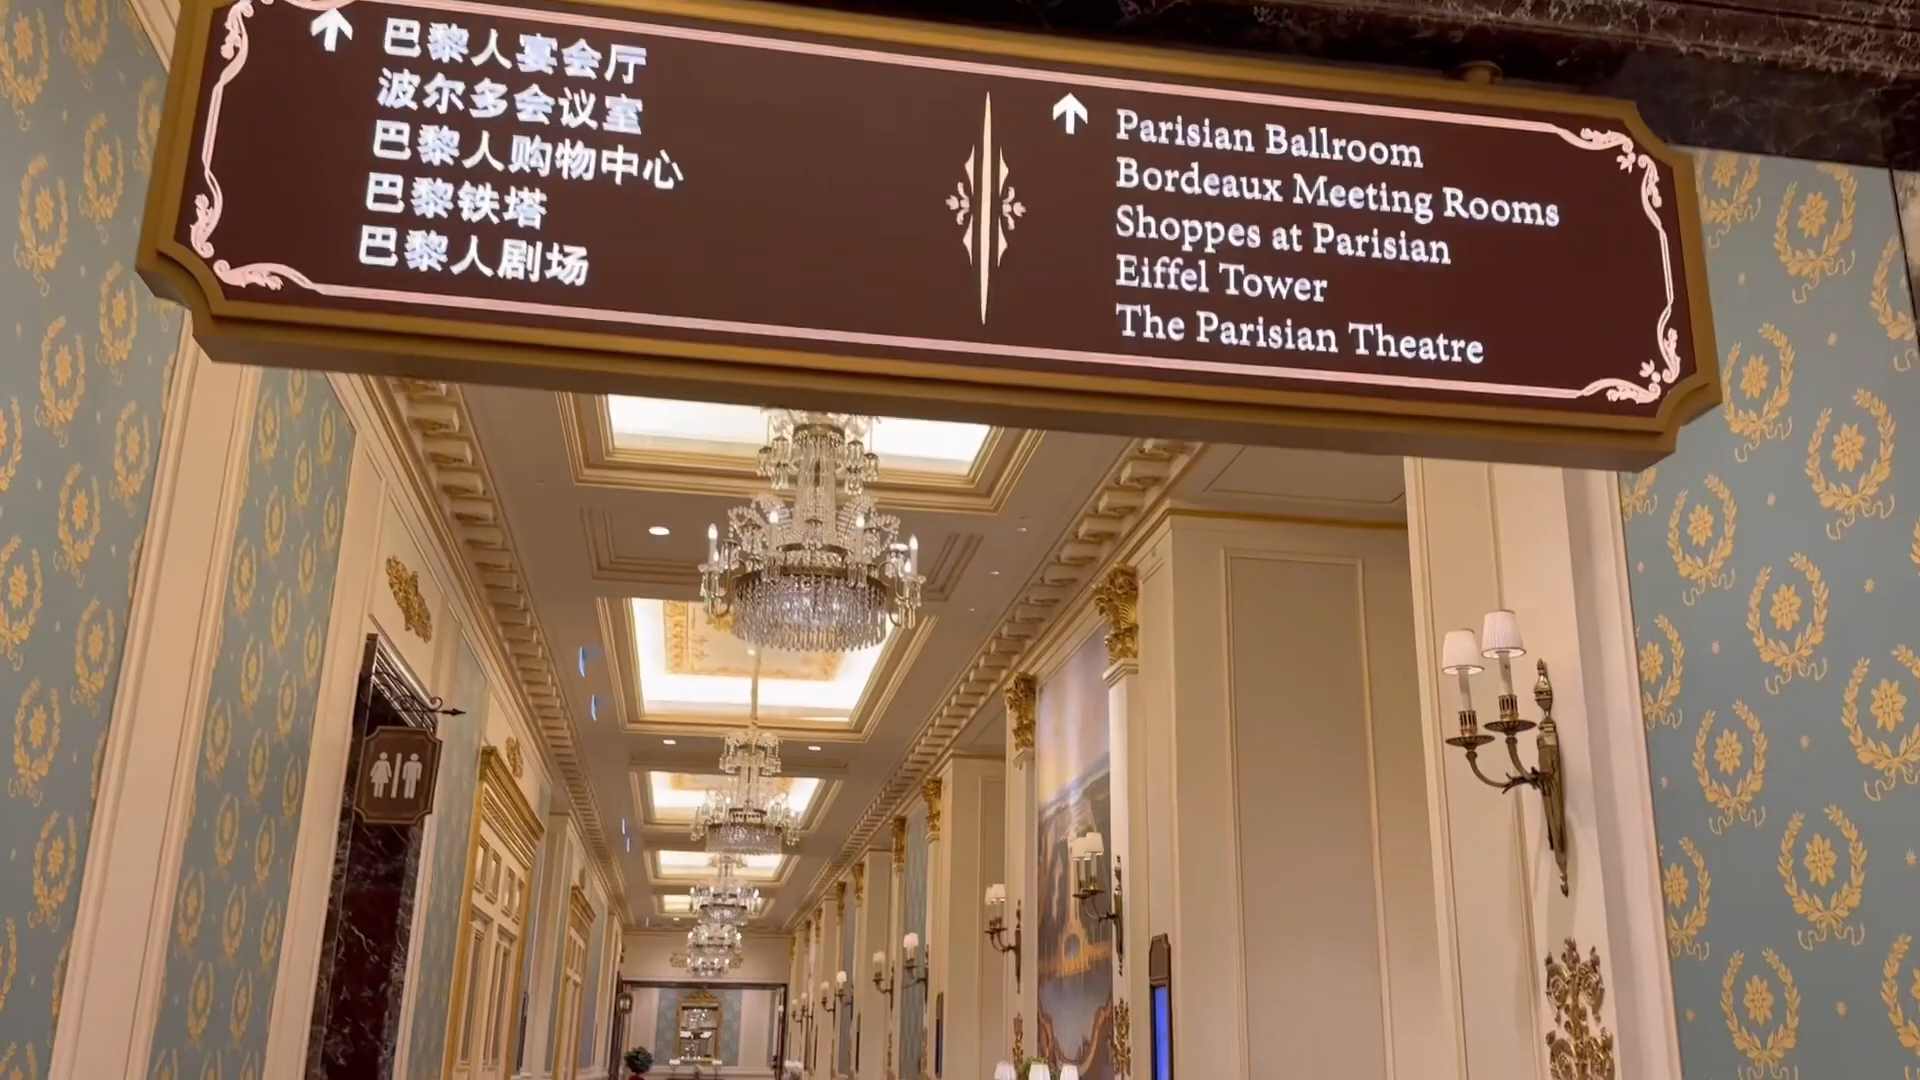 巴黎人宴会厅
波尔多会议室
巴黎人购物中心
巴黎铁塔
巴黎人剧场
Parisian Ballroom
Bordeaux Meeting Rooms
Shoppes at Parisian
Eiffel Tower
The Parisian Theatre